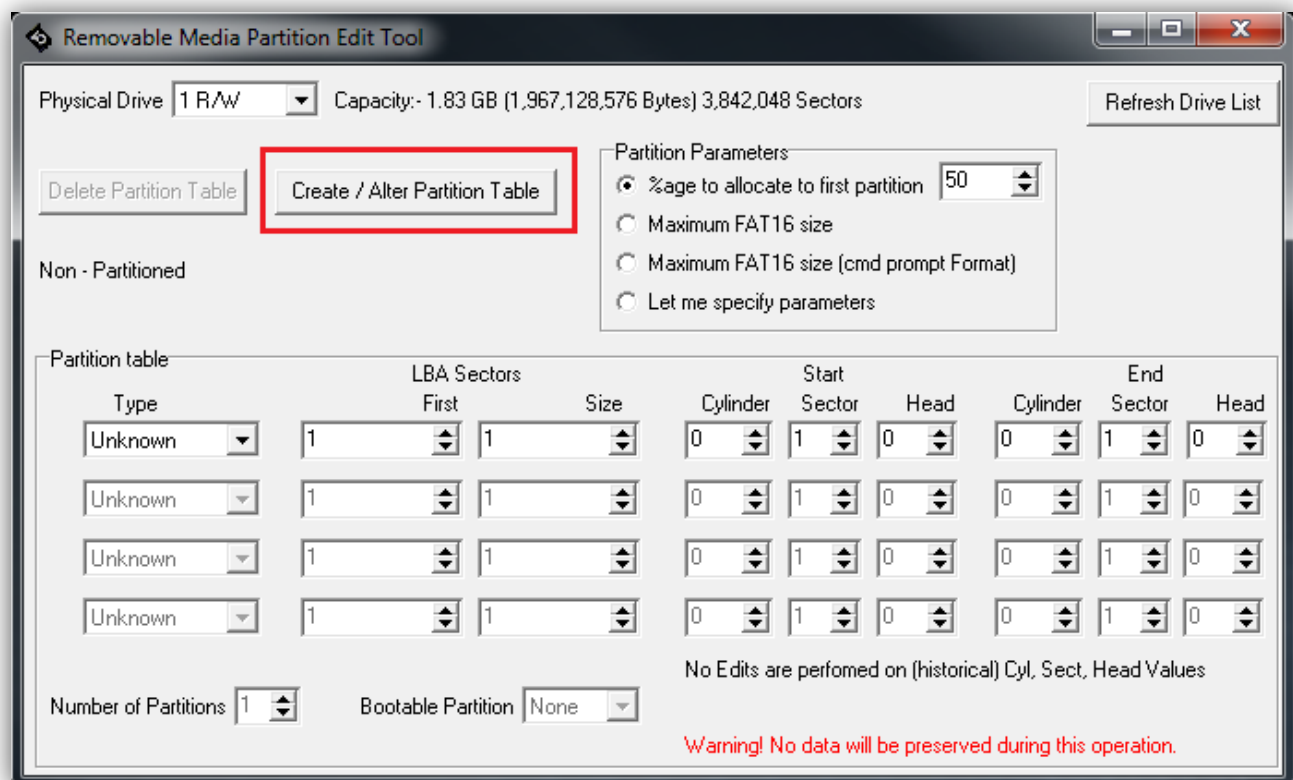 Removable Media Partition Edit Tool
Physical Drive 1 R/W Capacity:- 1.83 GB (1,967,128,576 Bytes) 3,842,048 Sectors Refresh Drive List
Partition Parameters
Delete Partition Table Create / Alter Partition Table %age to allocate to first partition 50
Maximum FAT16 size
Non - Partitioned Maximum FAT16 size (cmd prompt Format)
Let me specify parameters
Partition table
LBA Sectors Start End
Type First Size Cylinder Sector Head Cylinder Sector Head
Unknown 1 1 0 1 0 0 1 0
Unknown 1 1 0 1 0 0 1 0
Unknown 1 1 0 1 0 0 1 0
Unknown 1 1 0 1 0 0 1 0
No Edits are perfomed on (historical) Cyl, Sect, Head Values
Number of Partitions 1 Bootable Partition None
Warning! No data will be preserved during this operation.